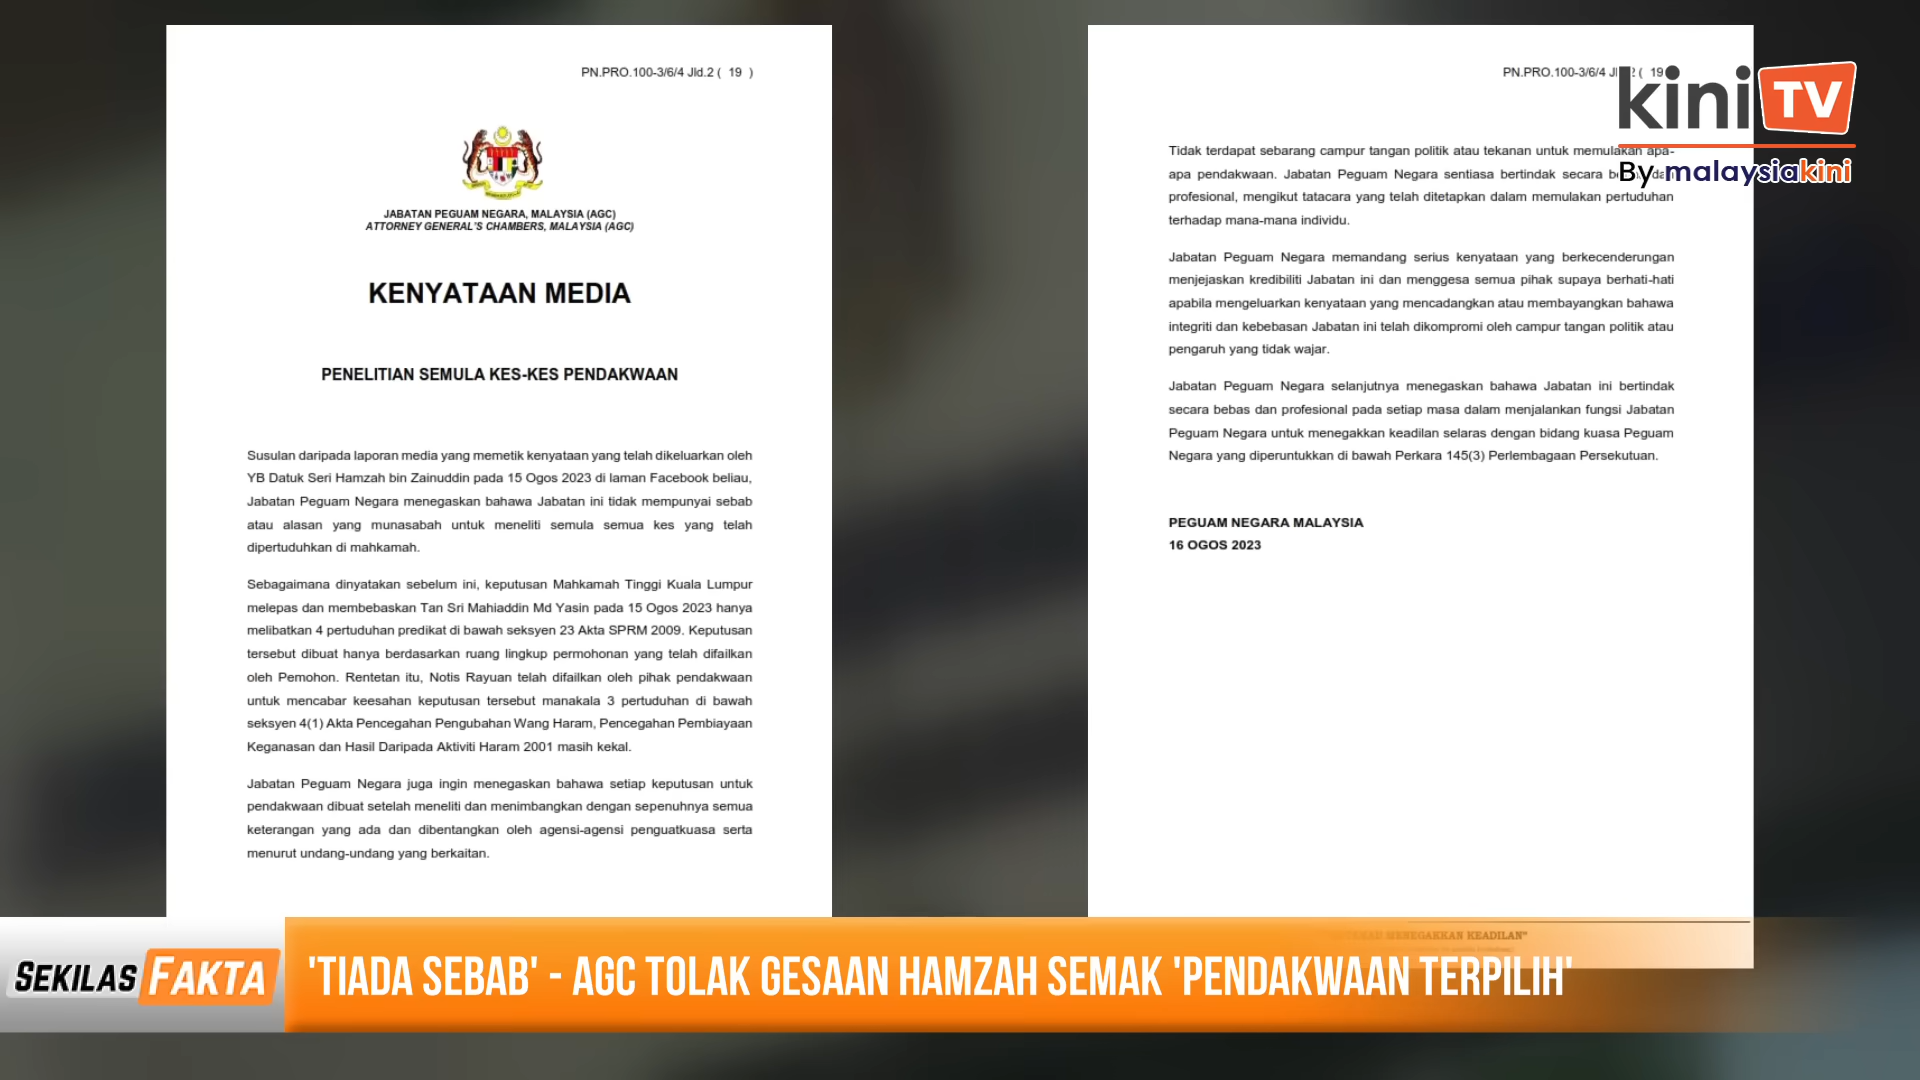 PN.PRO.100-3/6/4 Jld.2 ( 19 )
JABATAN PEGUAM NEGARA, MALAYSIA (AGC)
ATTORNEY GENERAL'S CHAMBERS, MALAYSIA (AGC)
KENYATAAN MEDIA
PENELITIAN SEMULA KES-KES PENDAKWAAN
Susulan daripada laporan media yang memetik kenyataan yang telah dikeluarkan oleh
YB Datuk Seri Hamzah bin Zainuddin pada 15 Ogos 2023 di laman Facebook beliau,
Jabatan Peguam Negara menegaskan bahawa Jabatan ini tidak mempunyai sebab
atau alasan yang munasabah untuk meneliti semula semua kes yang telah
dipertuduhkan di mahkamah.
Sebagaimana dinyatakan sebelum ini, keputusan Mahkamah Tinggi Kuala Lumpur
melepas dan membebaskan Tan Sri Mahiaddin Md Yasin pada 15 Ogos 2023 hanya
melibatkan 4 pertuduhan predikat di bawah seksyen 23 Akta SPRM 2009. Keputusan
tersebut dibuat hanya berdasarkan ruang lingkup permohonan yang telah difailkan
oleh Pemohon. Rentetan itu, Notis Rayuan telah difailkan oleh pihak pendakwaan
untuk mencabar keesahan keputusan tersebut manakala 3 pertuduhan di bawah
seksyen 4(1) Akta Pencegahan Pengubahan Wang Haram, Pencegahan Pembiayaan
Keganasan dan Hasil Daripada Aktiviti Haram 2001 masih kekal.
Jabatan Peguam Negara juga ingin menegaskan bahawa setiap keputusan untuk
pendakwaan dibuat setelah meneliti dan menimbangkan dengan sepenuhnya semua
keterangan yang ada dan dibentangkan oleh agensi-agensi penguatkuasa serta
menurut undang-undang yang berkaitan.
PN.PRO.100-3/6/4 ( 19
kini TV
By malaysiakini
Tidak terdapat sebarang campur tangan politik atau tekanan untuk memulakan apa-
apa pendakwaan. Jabatan Peguam Negara sentiasa bertindak secara
profesional, mengikut tatacara yang telah ditetapkan dalam memulakan pertuduhan
terhadap mana-mana individu.
Jabatan Peguam Negara memandang serius kenyataan yang berkecenderungan
menjejaskan kredibiliti Jabatan ini dan menggesa semua pihak supaya berhati-hati
apabila mengeluarkan kenyataan yang mencadangkan atau membayangkan bahawa
integriti dan kebebasan Jabatan ini telah dikompromi oleh campur tangan politik atau
pengaruh yang tidak wajar.
Jabatan Peguam Negara selanjutnya menegaskan bahawa Jabatan ini bertindak
secara bebas dan profesional pada setiap masa dalam menjalankan fungsi Jabatan
Peguam Negara untuk menegakkan keadilan selaras dengan bidang kuasa Peguam
Negara yang diperuntukkan di bawah Perkara 145(3) Perlembagaan Persekutuan.
PEGUAM NEGARA MALAYSIA
16 OGOS 2023
MENEGAKKAN KEADILAN"
SEKILAS FAKTA
'TIADA SEBAB' - AGC TOLAK GESAAN HAMZAH SEMAK 'PENDAKWAAN TERPILIH'